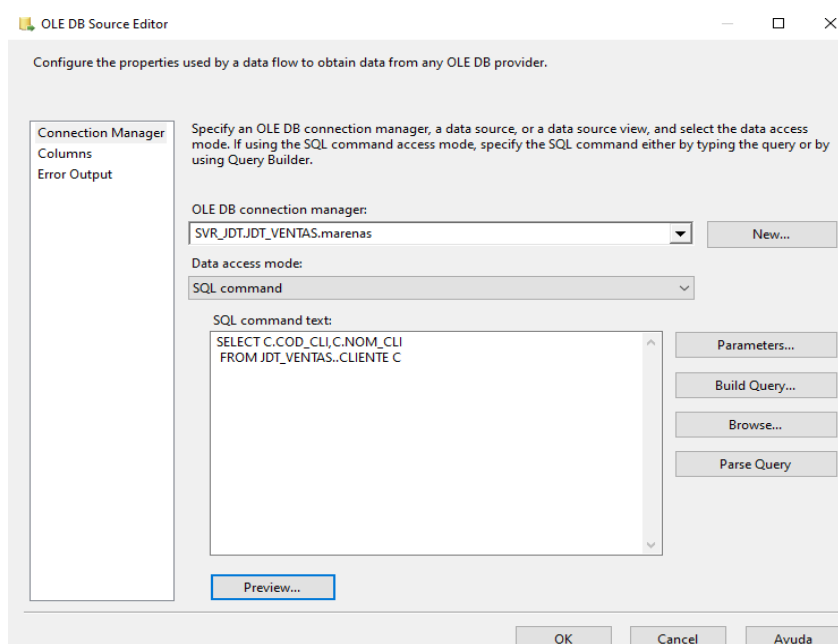 OLE DB Source Editor
Configure the properties used by a data flow to obtain data from any OLE DB provider.
Connection Manager
Columns
Error Output
Specify an OLE DB connection manager, a data source, or a data source view, and select the data access
mode. If using the SQL command access mode, specify the SQL command either by typing the query or by
using Query Builder.
OLE DB connection manager:
SVR_JDT.JDT_VENTAS.marenas
New...
Data access mode:
SQL command
SQL command text:
SELECT C.COD_CLI,C.NOM_CLI
FROM JDT_VENTAS..CLIENTE C
Parameters...
Build Query...
Browse...
Parse Query
Preview...
OK
Cancel
Ayuda